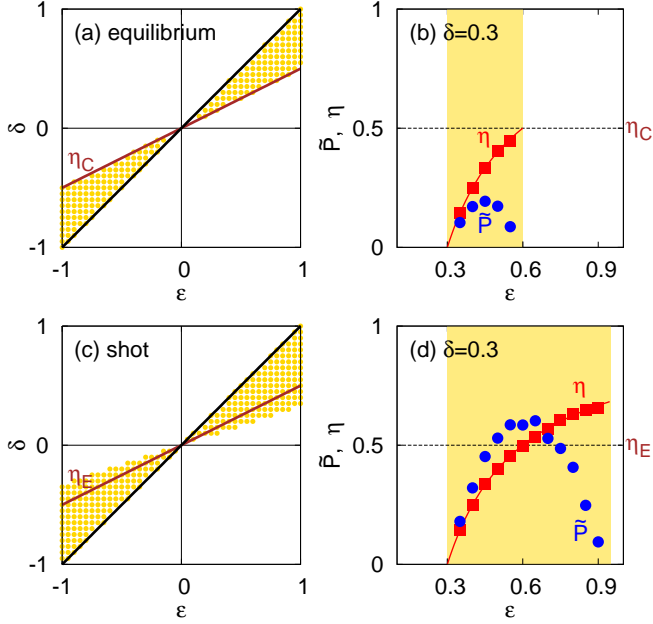 (a) equilibrium
1
0
-1
δ
η_C
-1
0
1
ε
(b) δ=0.3
1
0.5
0
P̃, η
η
P̃
η_C
0.3
0.6
0.9
ε
(c) shot
1
0
-1
δ
η_E
-1
0
1
ε
(d) δ=0.3
1
0.5
0
P̃, η
η
P̃
η_E
0.3
0.6
0.9
ε